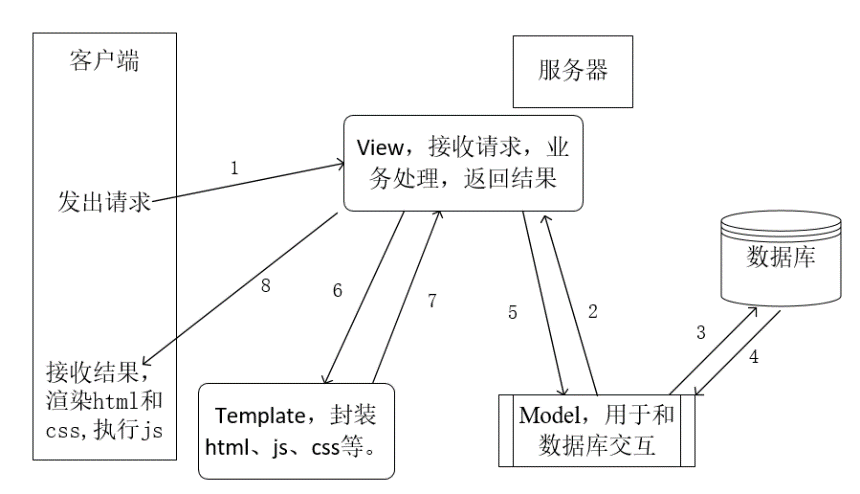 客户端
服务器
View，接收请求，业
务处理，返回结果
1
发出请求
数据库
8
6
7
5
2
3
4
接收结果，
渲染html和
css,执行js
Template，封装
html、js、css等。
Model，用于和
数据库交互